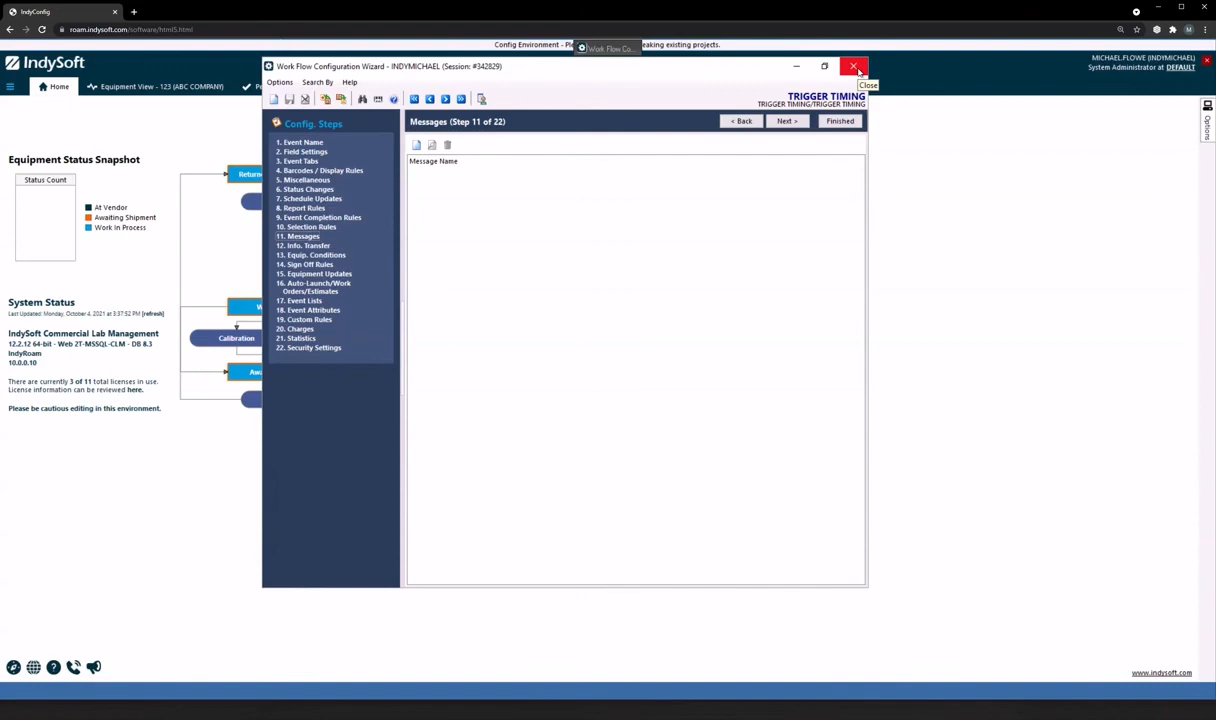 IndyConfig
roam.indysoft.com/software/html5.html
Config Environment - Ple
eaking existing projects.
Work Flow Co...
IndySoft
MICHAEL.FLOWE (INDYMICHAEL)
System Administrator at DEFAULT
Home
Equipment View - 123 (ABC COMPANY)
Pe
Options
Work Flow Configuration Wizard - INDYMICHAEL (Session: #342829)
Close
Options Search By Help
TRIGGER TIMING
TRIGGER TIMING/TRIGGER TIMING
Config. Steps
Messages (Step 11 of 22)
< Back
Next >
Finished
Message Name
1. Event Name
2. Field Settings
3. Event Tabs
4. Barcodes / Display Rules
5. Miscellaneous
6. Status Changes
7. Schedule Updates
8. Report Rules
9. Event Completion Rules
10. Selection Rules
11. Messages
12. Info. Transfer
13. Equip. Conditions
14. Sign Off Rules
15. Equipment Updates
16. Auto-Launch/Work
Orders/Estimates
17. Event Lists
18. Event Attributes
19. Custom Rules
20. Charges
21. Statistics
22. Security Settings
Equipment Status Snapshot
Status Count
At Vendor
Awaiting Shipment
Work In Process
Return
W
Calibration
Awa
System Status
Last Updated: Monday, October 4, 2021 at 3:37:52 PM [refresh]
IndySoft Commercial Lab Management
12.2.12 64-bit - Web 2T-MSSQL-CLM - DB 8.3
IndyRoam
10.0.0.10
There are currently 3 of 11 total licenses in use.
License information can be reviewed here.
Please be cautious editing in this environment.
www.indysoft.com